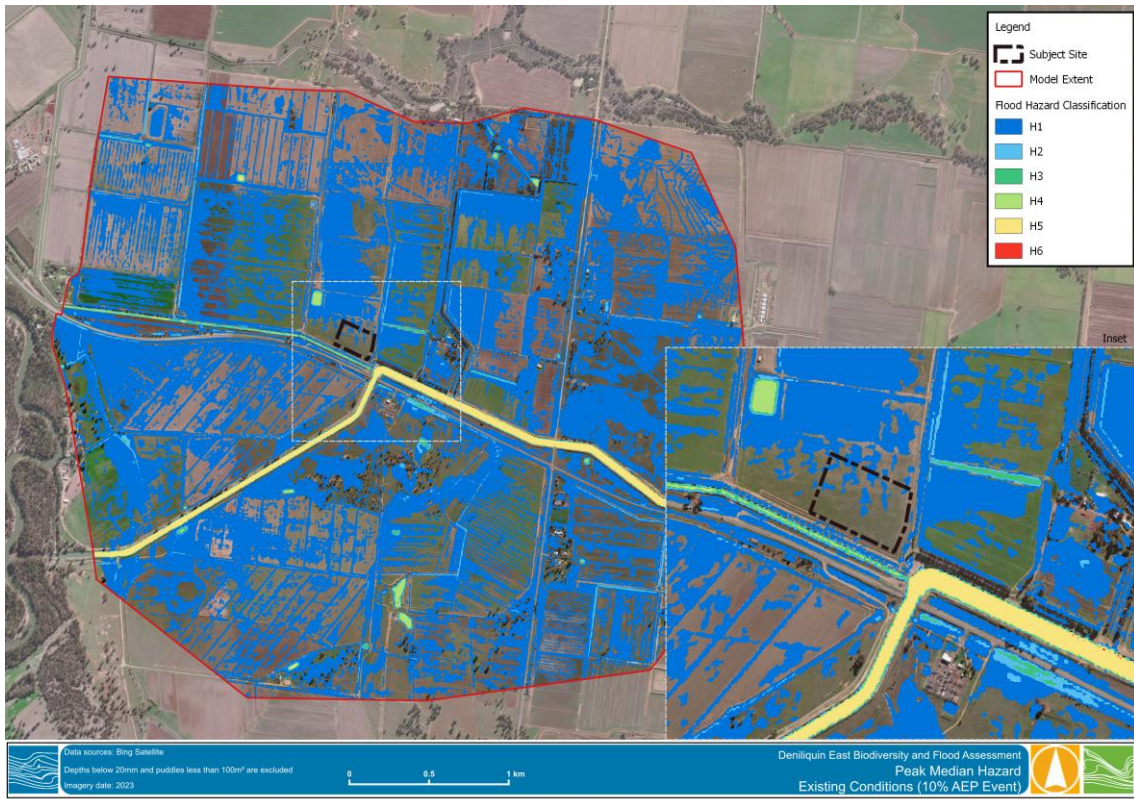 Legend
Subject Site
Model Extent
Flood Hazard Classification
H1
H2
H3
H4
H5
H6
Inset
Data sources: Bing Satellite
Depths below 20mm and puddles less than 100m² are excluded
Imagery date: 2023
0 0.5 1 km
Deniliquin East Biodiversity and Flood Assessment
Peak Median Hazard
Existing Conditions (10% AEP Event)